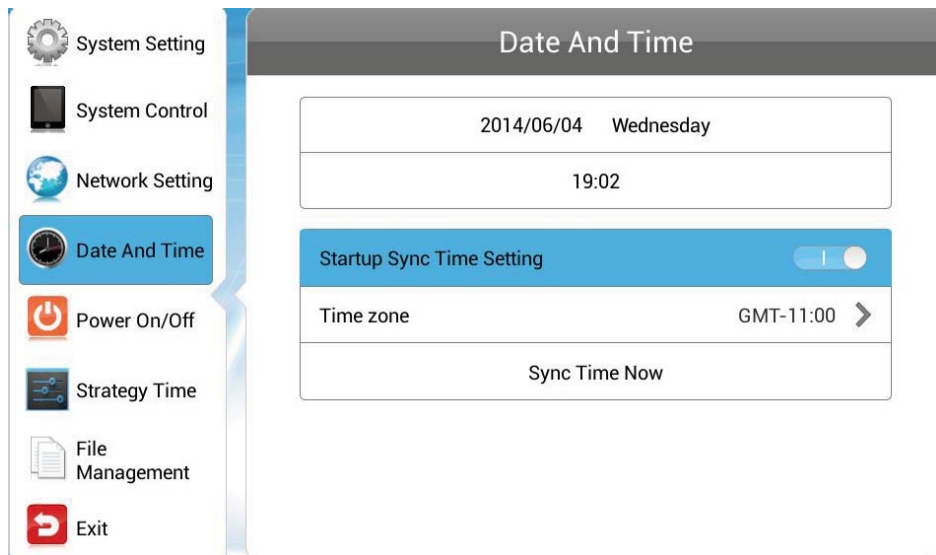 System Setting
System Control
Network Setting
Date And Time
Power On/Off
Strategy Time
File
Management
Exit
Date And Time
2014/06/04 Wednesday
19:02
Startup Sync Time Setting
Time zone GMT-11:00
Sync Time Now